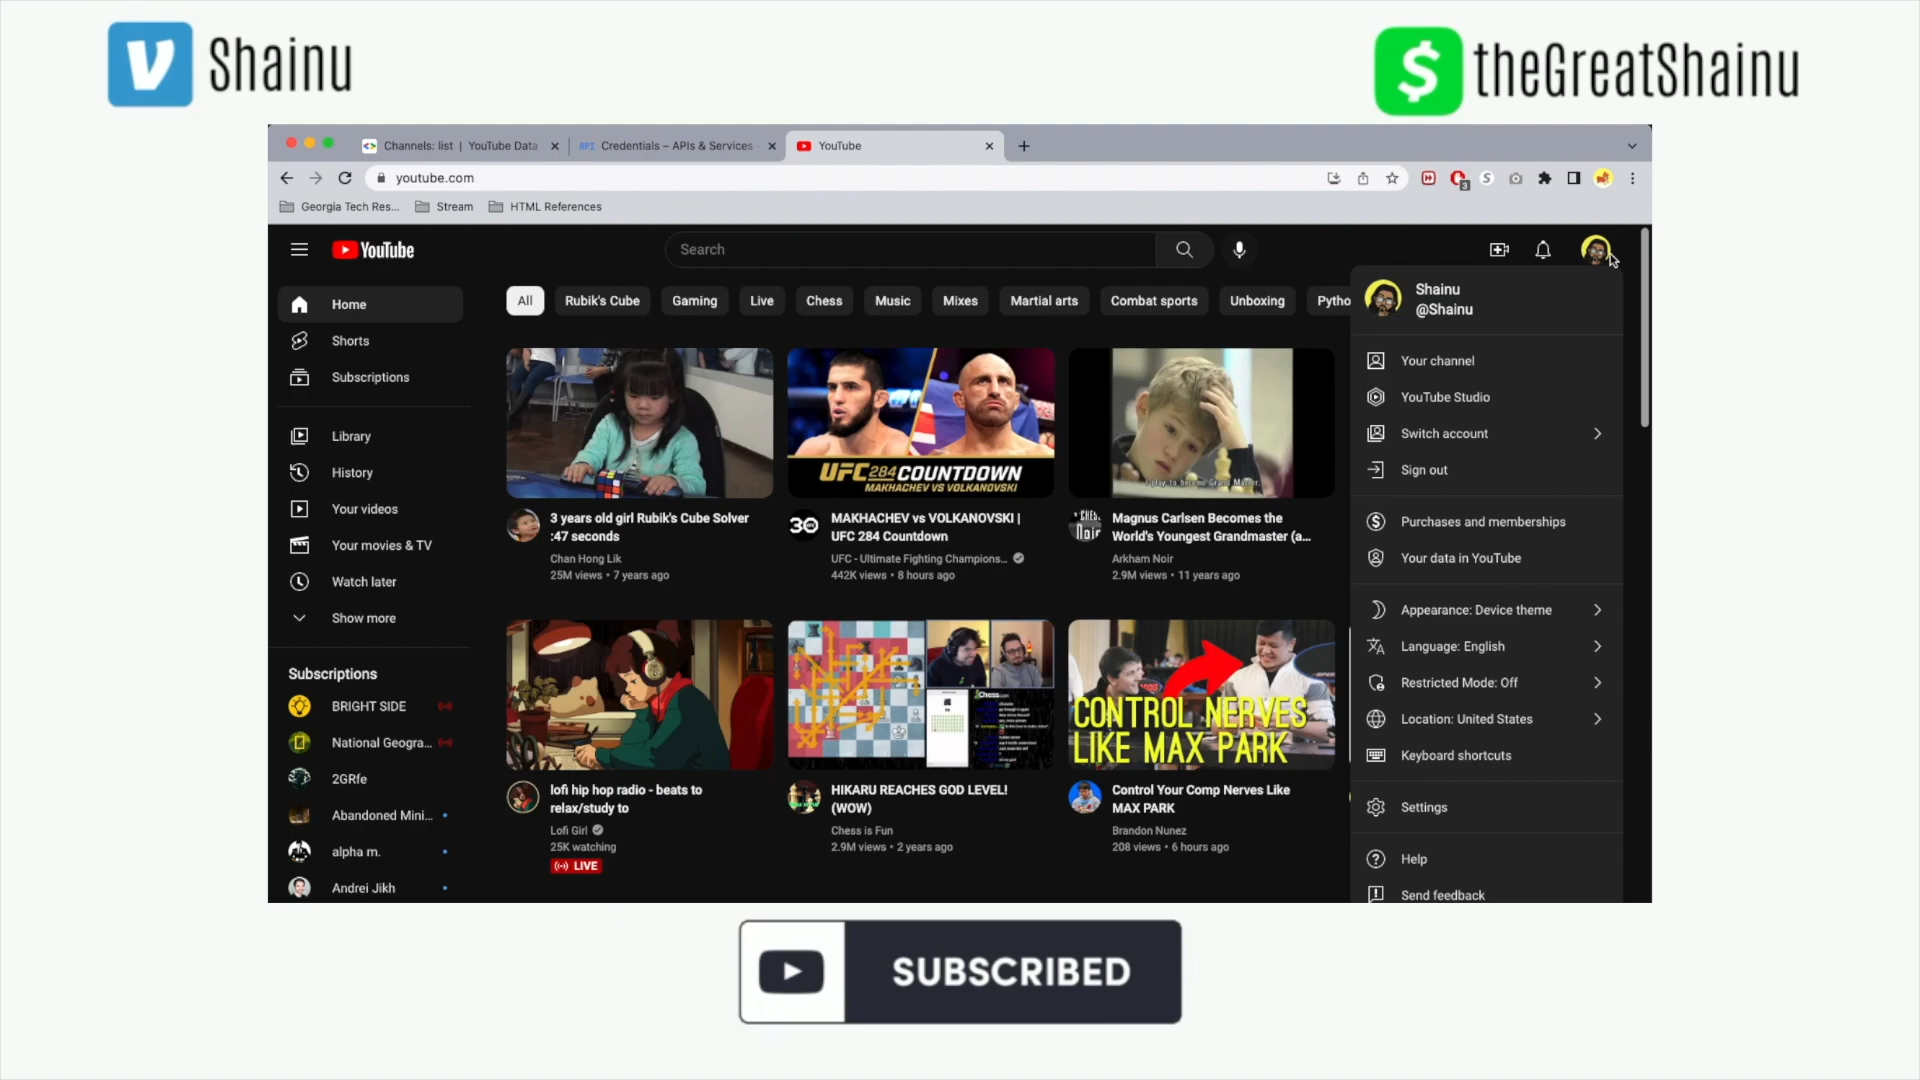 Shainu
theGreatShainu
Channels: list | YouTube Data
Credentials – APIs & Services
YouTube
youtube.com
3
Georgia Tech Res...
Stream
HTML References
YouTube
Search
Shainu
@Shainu
All
Rubik's Cube
Gaming
Live
Chess
Music
Mixes
Martial arts
Combat sports
Unboxing
Pytho
Home
Shorts
Subscriptions
Library
History
Your videos
Your movies & TV
Watch later
Show more
Subscriptions
BRIGHT SIDE
National Geogra...
2GRfe
Abandoned Mini...
alpha m.
Andrei Jikh
UFC 284 COUNTDOWN
MAKHACHEV VS VOLKANOVSKI
I play to become Grand Master.
3 years old girl Rubik's Cube Solver
:47 seconds
Chan Hong Lik
25M views • 7 years ago
MAKHACHEV vs VOLKANOVSKI |
UFC 284 Countdown
UFC - Ultimate Fighting Champions...
442K views • 8 hours ago
Magnus Carlsen Becomes the
World's Youngest Grandmaster (a...
Arkham Noir
2.9M views • 11 years ago
Chess.com
CONTROL NERVES
LIKE MAX PARK
lofi hip hop radio - beats to
relax/study to
Lofi Girl
25K watching
LIVE
HIKARU REACHES GOD LEVEL!
(WOW)
Chess is Fun
2.9M views • 2 years ago
Control Your Comp Nerves Like
MAX PARK
Brandon Nunez
208 views • 6 hours ago
Your channel
YouTube Studio
Switch account
Sign out
Purchases and memberships
Your data in YouTube
Appearance: Device theme
Language: English
Restricted Mode: Off
Location: United States
Keyboard shortcuts
Settings
Help
Send feedback
SUBSCRIBED